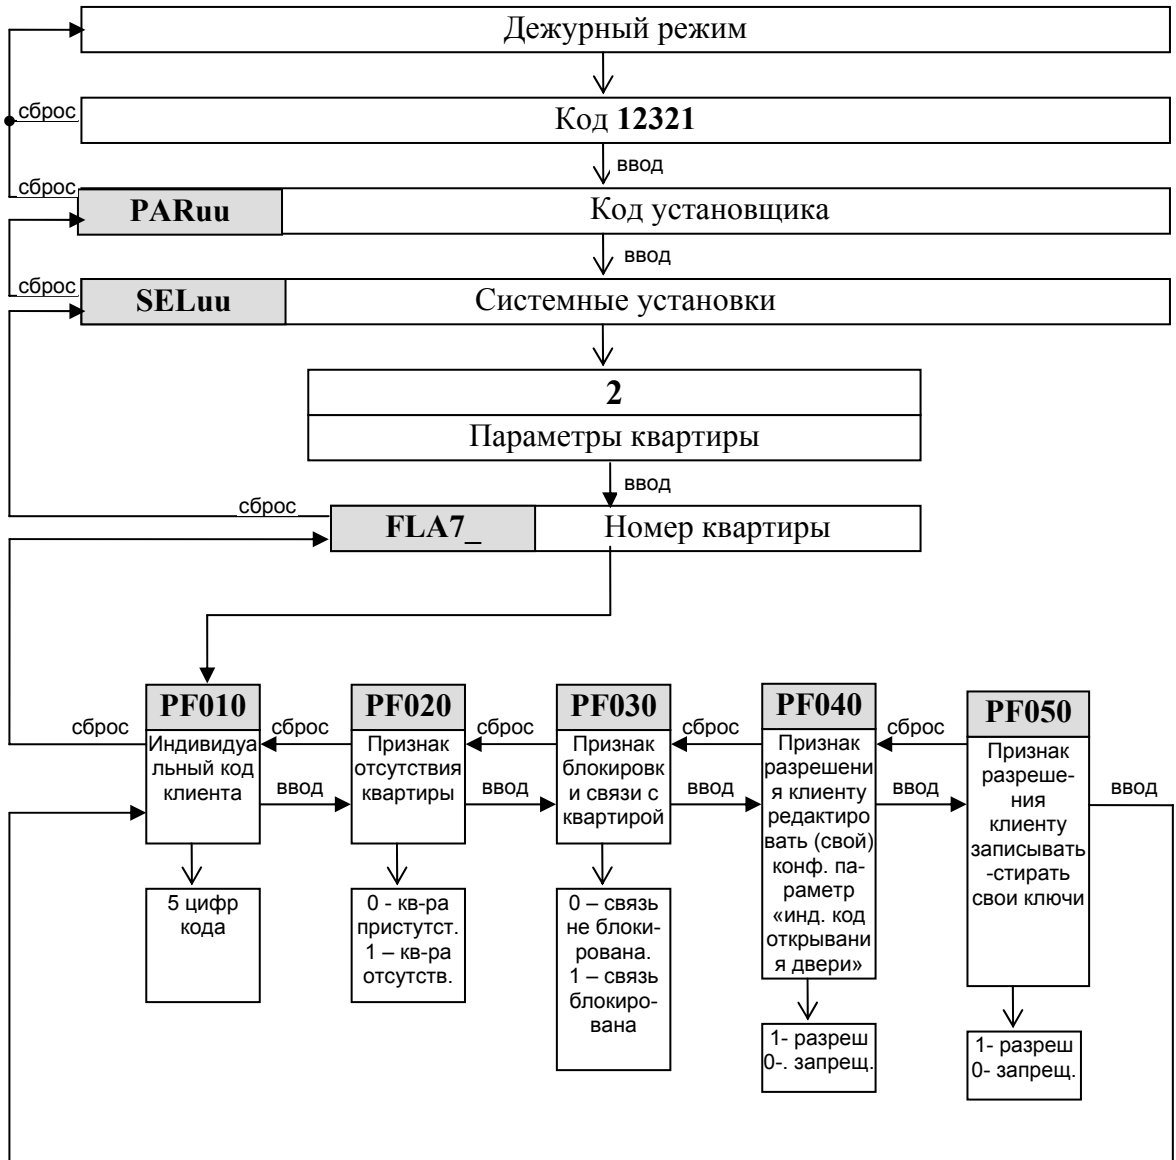 Дежурный режим
сброс
Код 12321
ввод
сброс
PARuu
Код установщика
ввод
сброс
SELuu
Системные установки
2
Параметры квартиры
ввод
сброс
FLA7_
Номер квартиры
PF010
PF020
PF030
PF040
PF050
сброс
сброс
сброс
сброс
сброс
Индивидуа
льный код
клиента
ввод
Признак
отсутствия
квартиры
ввод
Признак
блокировк
и связи с
квартирой
ввод
Признак
разрешени
я клиенту
редактиро
вать (свой)
конф. па-
раметр
«инд. код
открывани
я двери»
ввод
Признак
разреше-
ния
клиенту
записывать
-стирать
свои ключи
ввод
5 цифр
кода
0 - кв-ра
пристутст.
1 – кв-ра
отсутств.
0 – связь
не блоки-
рована.
1 – связь
блокиро-
вана
1- разреш
0-. запрещ.
1- разреш
0- запрещ.